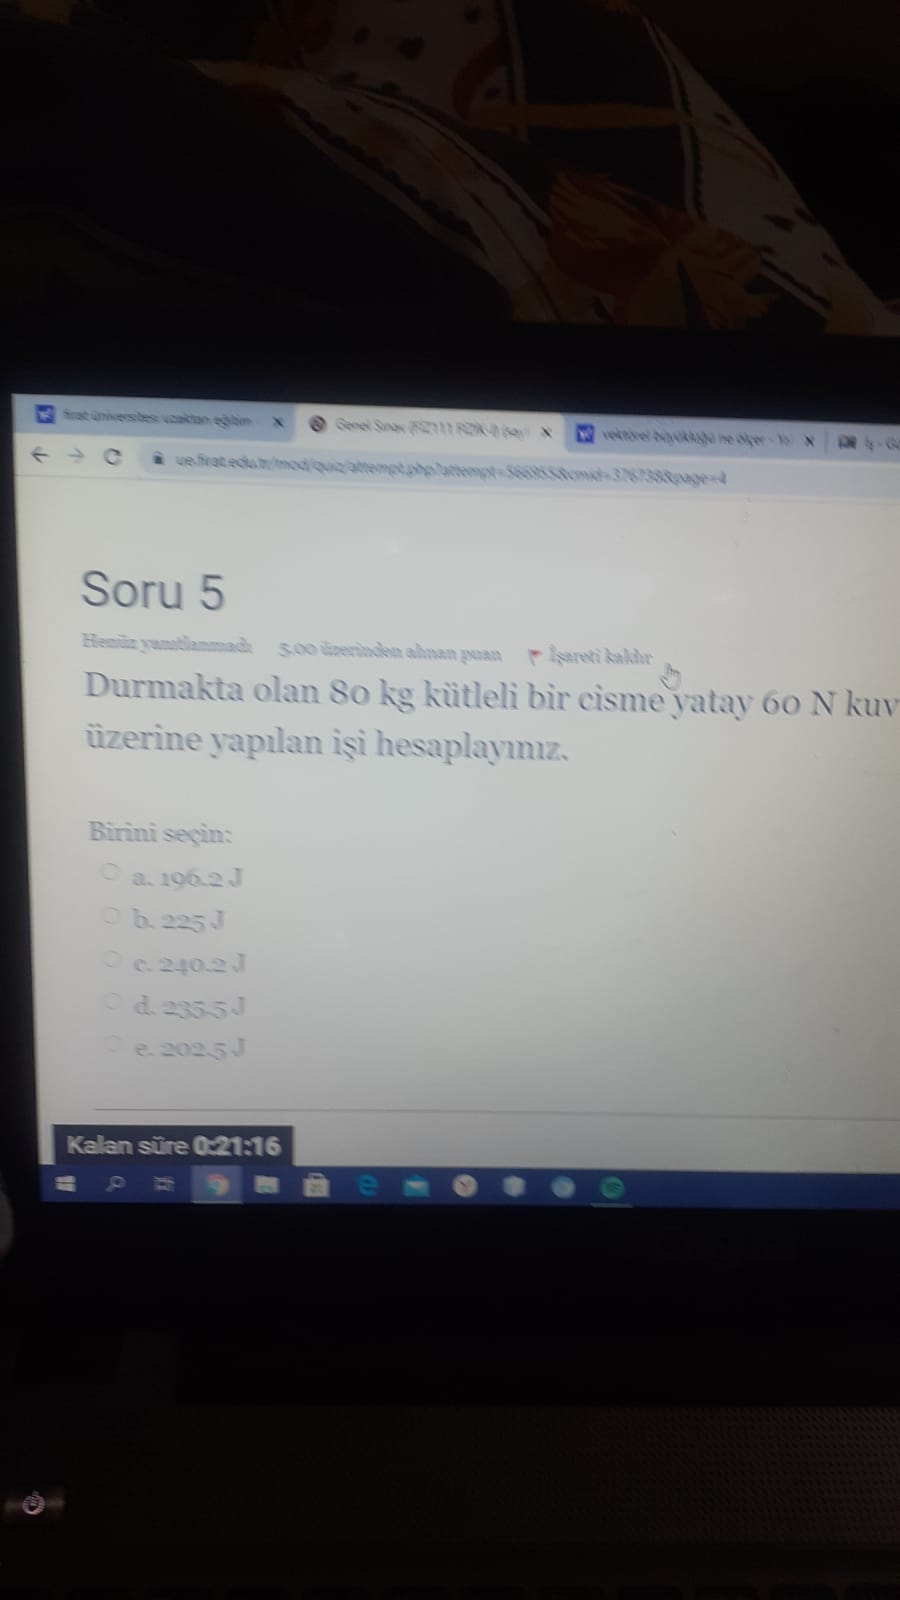 fırat üniversitesi uzaktan eğitim
Genel Sınav (FIZ111 FİZİK-I) (say
vektörel büyüklüğü ne ölçer - Ya
ue.firat.edu.tr/mod/quiz/attempt.php?attempt=5669655&cmid=376738&page=4
Soru 5
Henüz yanıtlanmadı 5,00 üzerinden alınan puan İşareti kaldır
Durmakta olan 80 kg kütleli bir cisme yatay 60 N kuv
üzerine yapılan işi hesaplayınız.
Birini seçin:
a. 196.2 J
b. 225 J
c. 240.2 J
d. 235.5 J
e. 202.5 J
Kalan süre 0:21:16